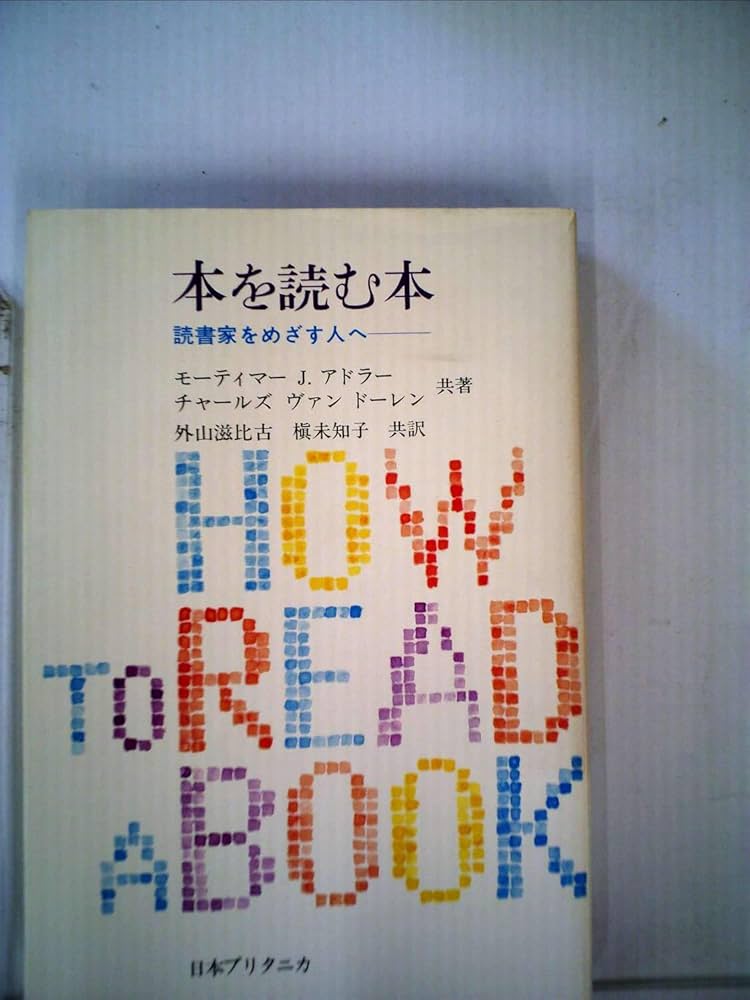 本を読む本
読書家をめざす人へ――
モーティマー J. アドラー
チャールズ ヴァン ドーレン 共著
外山滋比古 槇未知子 共訳
HOW
TO READ
A BOOK
日本ブリタニカ